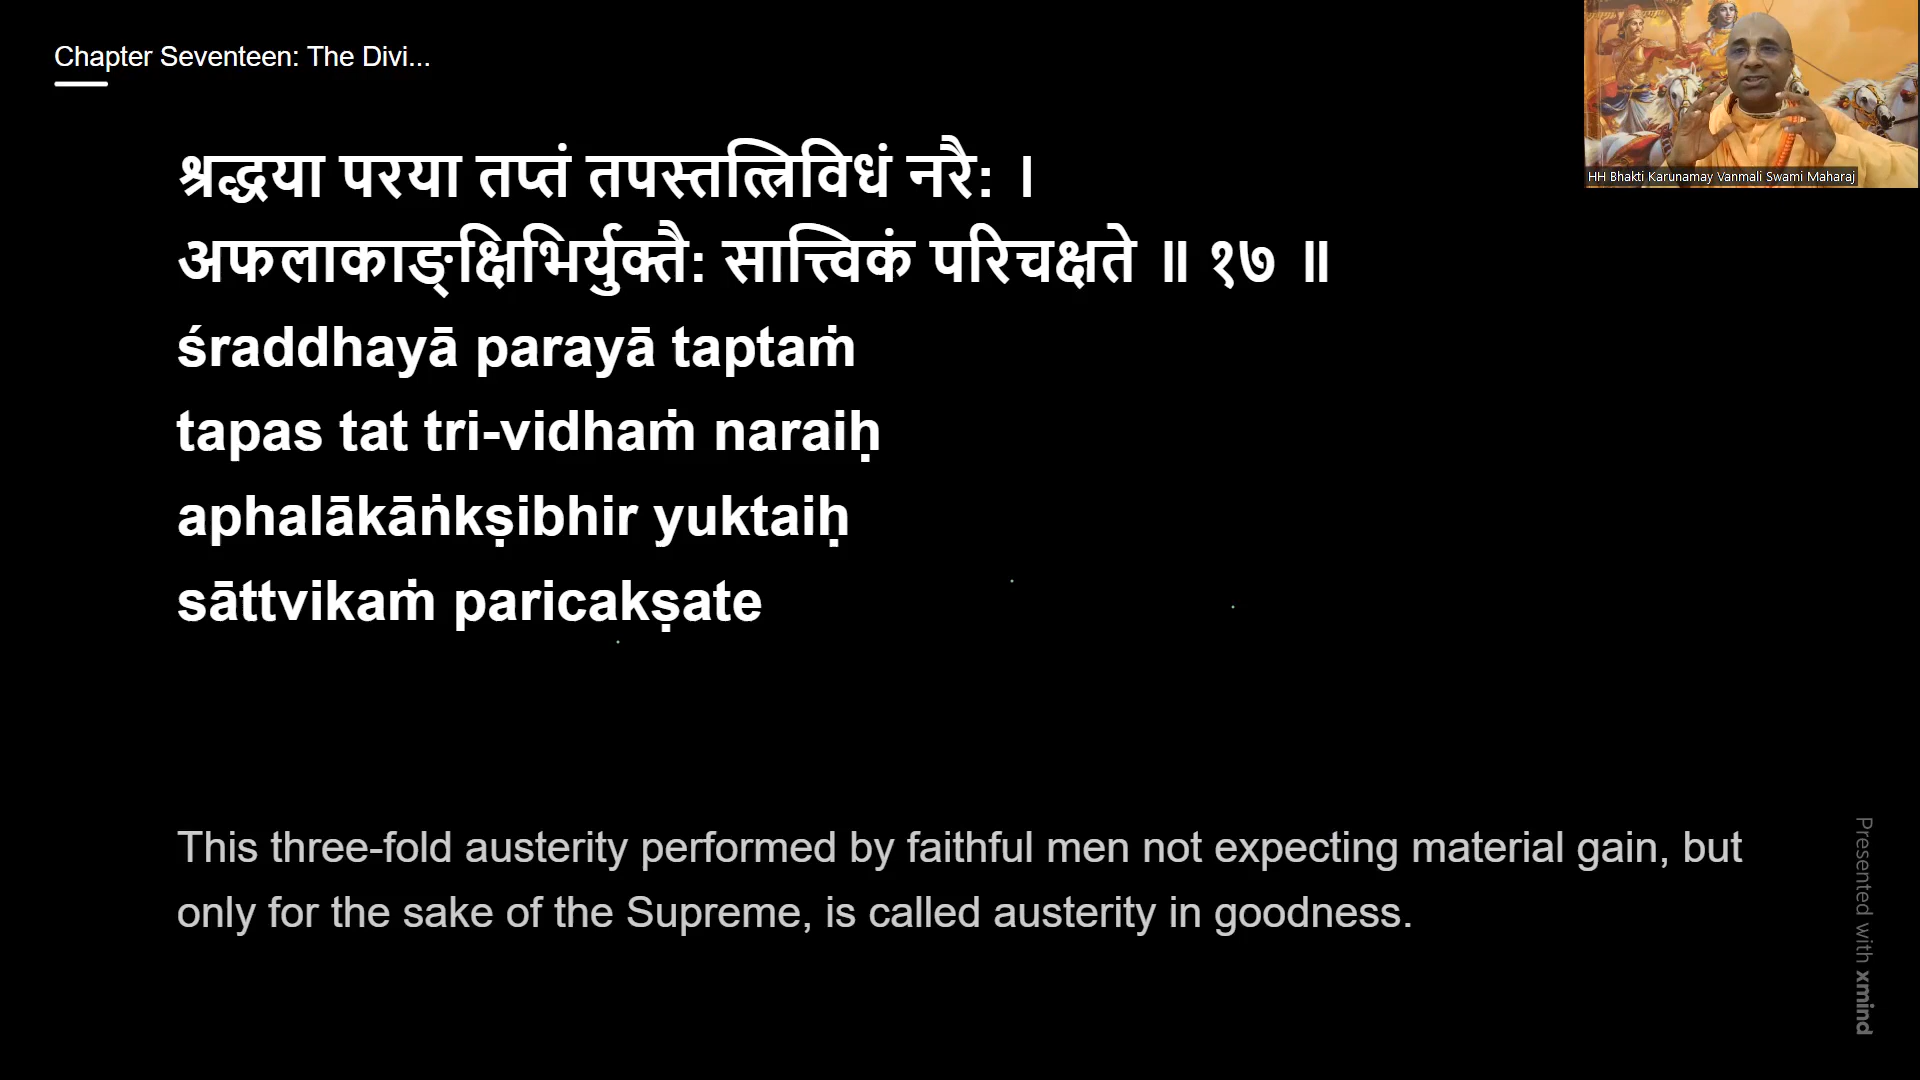 Chapter Seventeen: The Divi...
HH Bhakti Karunamay Vanmali Swami Maharaj
श्रद्धया परया तप्तं तपस्तत्‍त्रिविधं नरै: ।
अफलाकाङ्‌क्षिभिर्युक्तै: सात्त्विकं परिचक्षते ॥ १७ ॥
śraddhayā parayā taptaṁ
tapas tat tri-vidhaṁ naraiḥ
aphalākāṅkṣibhir yuktaiḥ
sāttvikaṁ paricakṣate
This three-fold austerity performed by faithful men not expecting material gain, but
only for the sake of the Supreme, is called austerity in goodness.
Presented with xmind